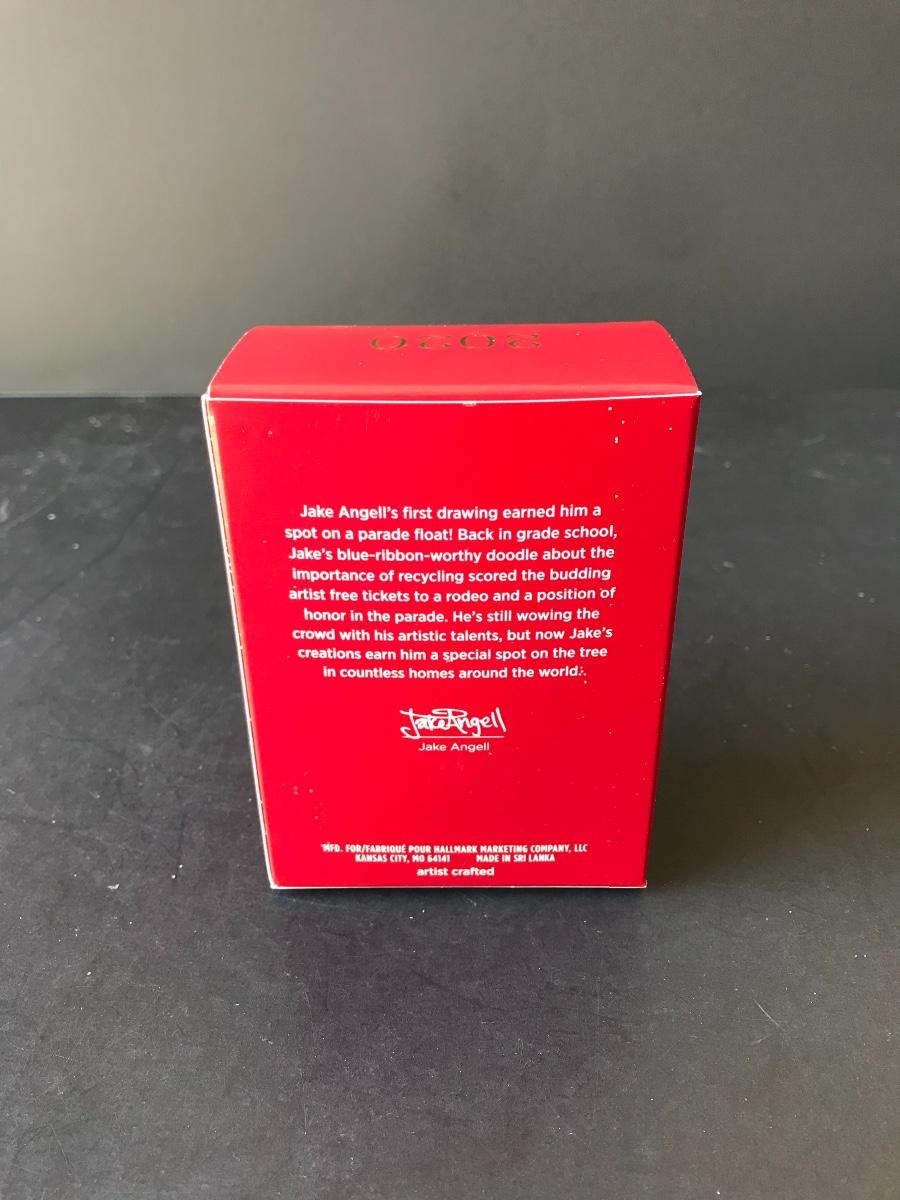 2020
Jake Angell's first drawing earned him a
spot on a parade float! Back in grade school,
Jake's blue-ribbon-worthy doodle about the
importance of recycling scored the budding
artist free tickets to a rodeo and a position of
honor in the parade. He's still wowing the
crowd with his artistic talents, but now Jake's
creations earn him a special spot on the tree
in countless homes around the world.
Jake Angell
Jake Angell
MFD. FOR/FABRIQUÉ POUR HALLMARK MARKETING COMPANY, LLC
KANSAS CITY, MO 64141 MADE IN SRI LANKA
artist crafted